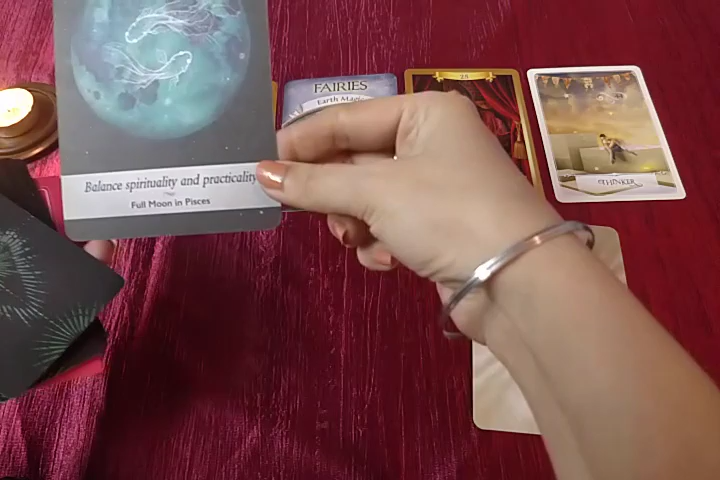 Balance spirituality and practicality
Full Moon in Pisces
FAIRIES
Earth Magic
28
THINKER